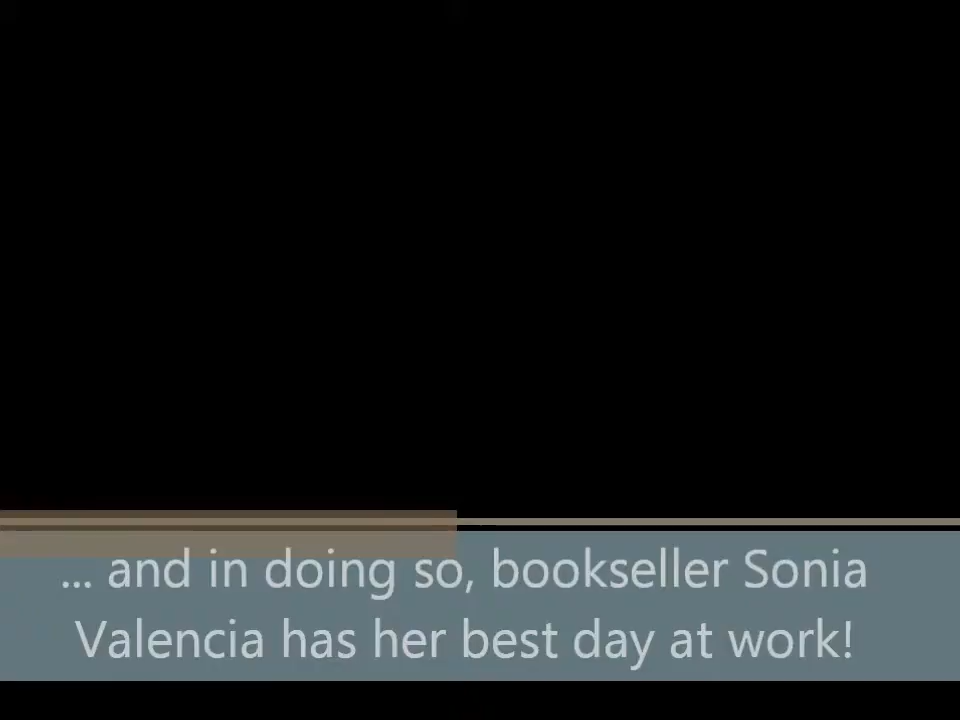 ... and in doing so, bookseller Sonia
Valencia has her best day at work!